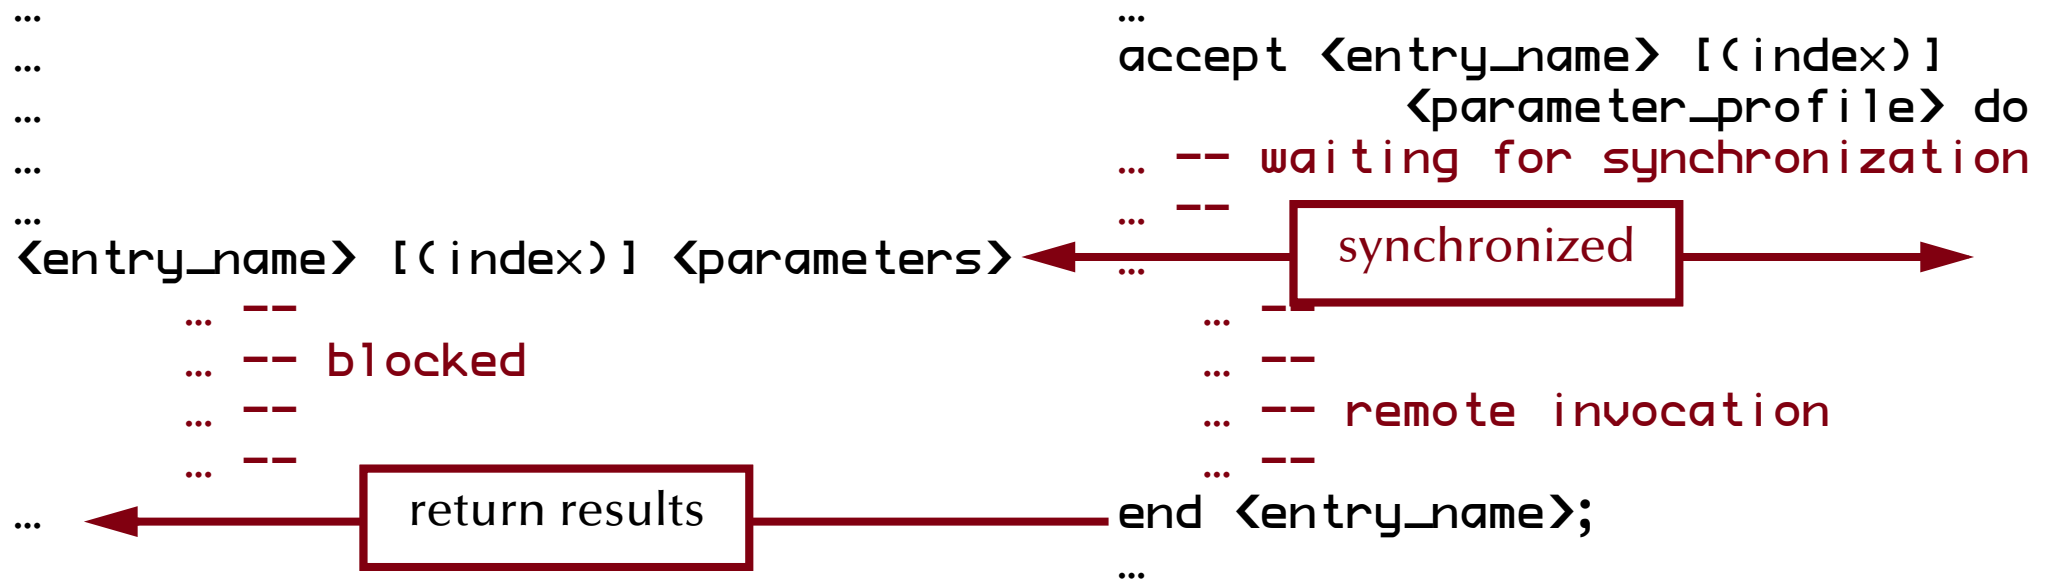 …
…
…
…
…
<entry_name> [(index)] <parameters>
… --
… -- blocked
… --
… --
return results
…
…
accept <entry_name> [(index)]
<parameter_profile> do
… -- waiting for synchronization
… --
synchronized
…
… --
… --
… -- remote invocation
… --
end <entry_name>;
…